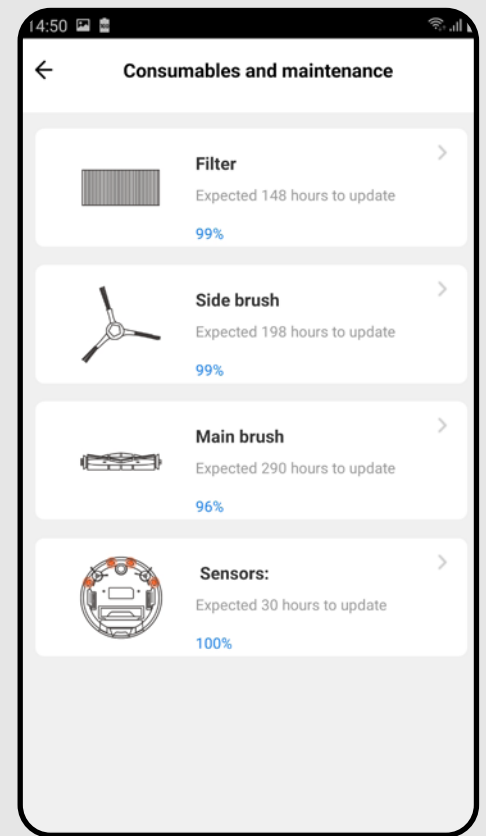 14:50
Consumables and maintenance
Filter
Expected 148 hours to update
99%
Side brush
Expected 198 hours to update
99%
Main brush
Expected 290 hours to update
96%
Sensors:
Expected 30 hours to update
100%